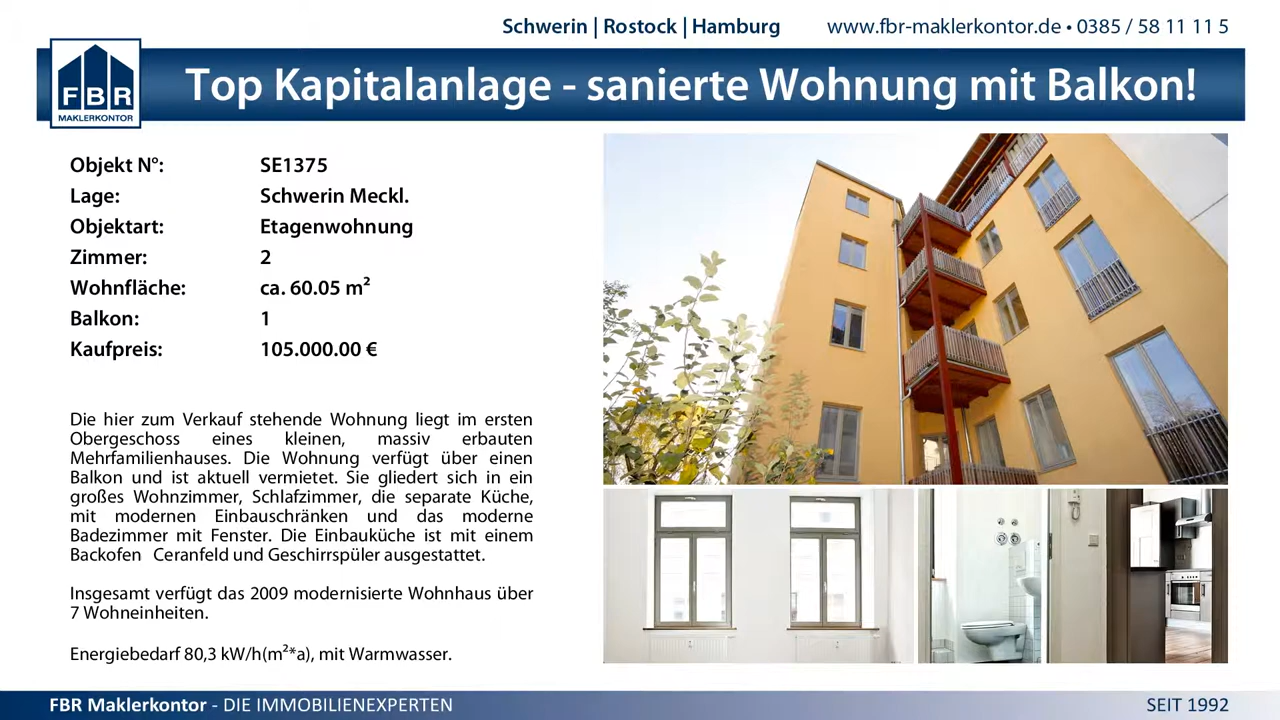 Schwerin | Rostock | Hamburg www.fbr-maklerkontor.de • 0385 / 58 11 11 5
FBR
MAKLERKONTOR
Top Kapitalanlage - sanierte Wohnung mit Balkon!
Objekt N°: SE1375
Lage: Schwerin Meckl.
Objektart: Etagenwohnung
Zimmer: 2
Wohnfläche: ca. 60.05 m²
Balkon: 1
Kaufpreis: 105.000.00 €
Die hier zum Verkauf stehende Wohnung liegt im ersten
Obergeschoss eines kleinen, massiv erbauten
Mehrfamilienhauses. Die Wohnung verfügt über einen
Balkon und ist aktuell vermietet. Sie gliedert sich in ein
großes Wohnzimmer, Schlafzimmer, die separate Küche,
mit modernen Einbauschränken und das moderne
Badezimmer mit Fenster. Die Einbauküche ist mit einem
Backofen Ceranfeld und Geschirrspüler ausgestattet.
Insgesamt verfügt das 2009 modernisierte Wohnhaus über
7 Wohneinheiten.
Energiebedarf 80,3 kW/h(m²*a), mit Warmwasser.
FBR Maklerkontor - DIE IMMOBILIENEXPERTEN SEIT 1992